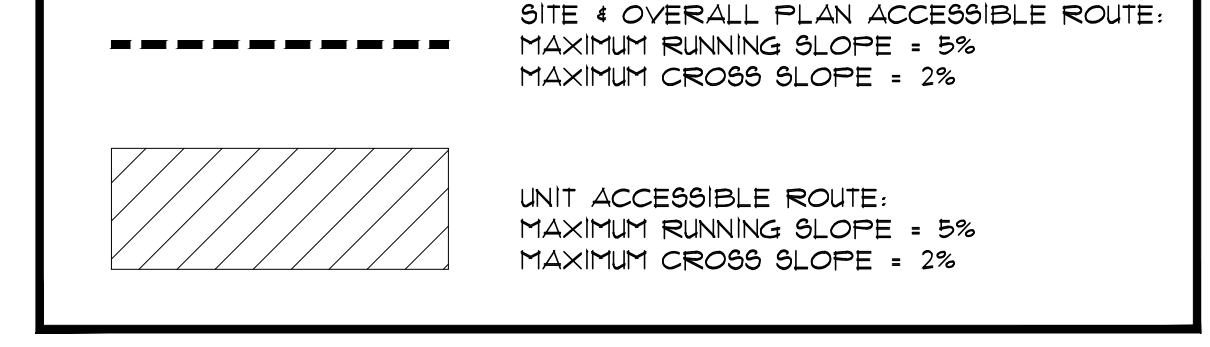 SITE & OVERALL PLAN ACCESSIBLE ROUTE:
MAXIMUM RUNNING SLOPE = 5%
MAXIMUM CROSS SLOPE = 2%
UNIT ACCESSIBLE ROUTE:
MAXIMUM RUNNING SLOPE = 5%
MAXIMUM CROSS SLOPE = 2%